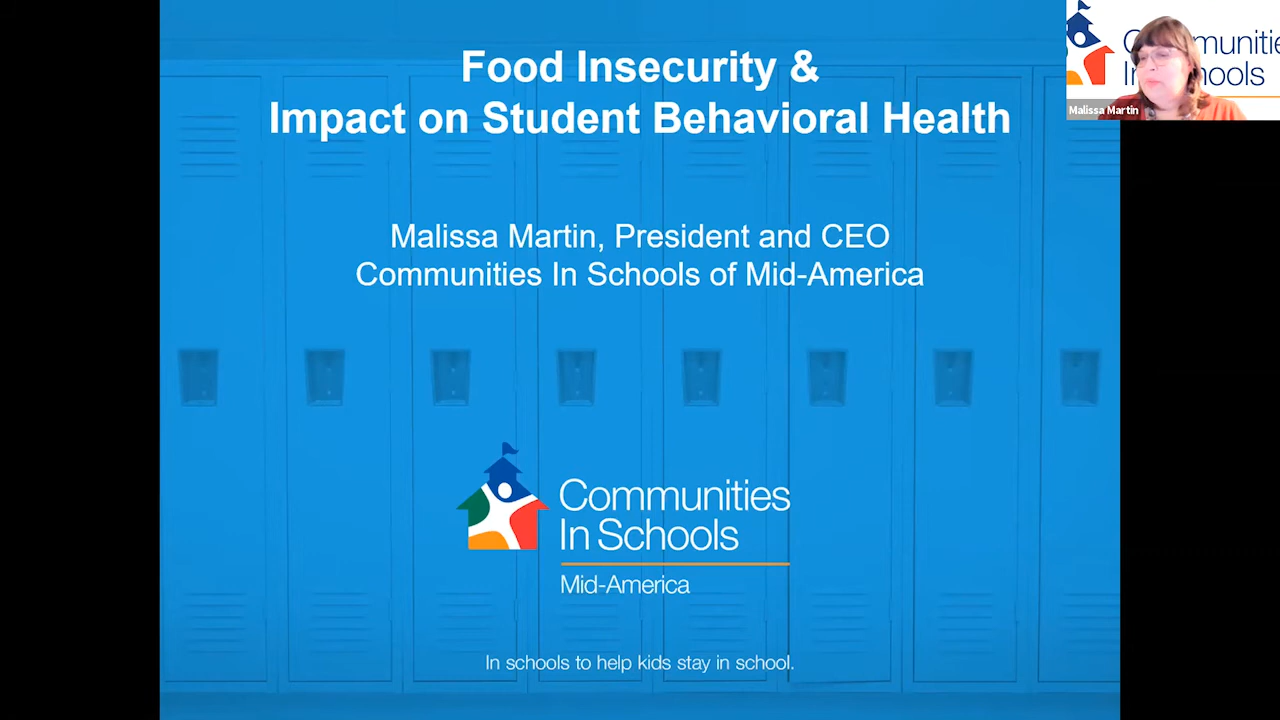 Food Insecurity &
Impact on Student Behavioral Health
Malissa Martin, President and CEO
Communities In Schools of Mid-America
Communities
In Schools
Mid-America
In schools to help kids stay in school.
Malissa Martin